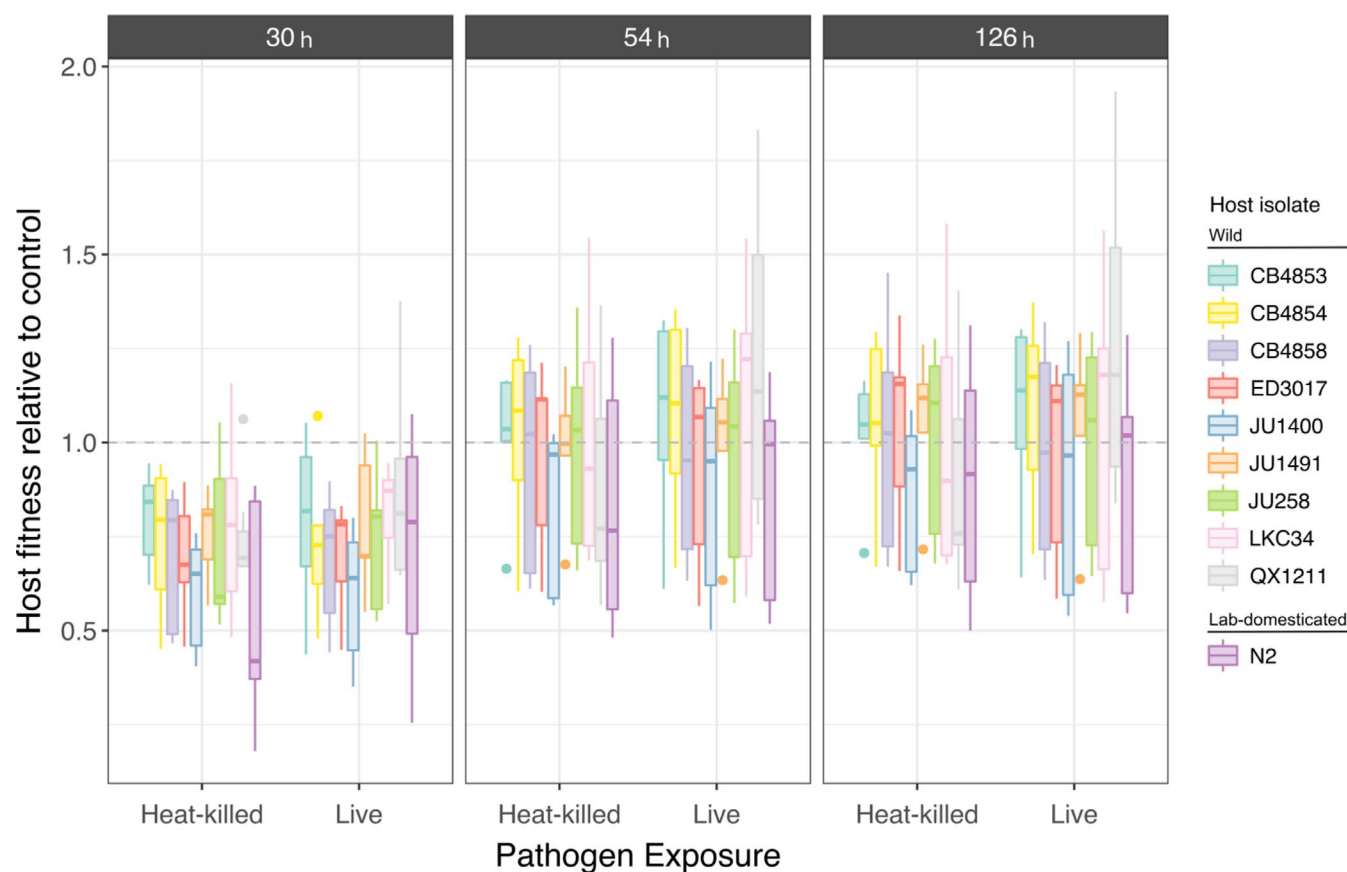 30 h 54 h 126 h
2.0
1.5
1.0
0.5
Host fitness relative to control
Heat-killed Live Heat-killed Live Heat-killed Live
Pathogen Exposure
Host isolate
Wild
CB4853
CB4854
CB4858
ED3017
JU1400
JU1491
JU258
LKC34
QX1211
Lab-domesticated
N2